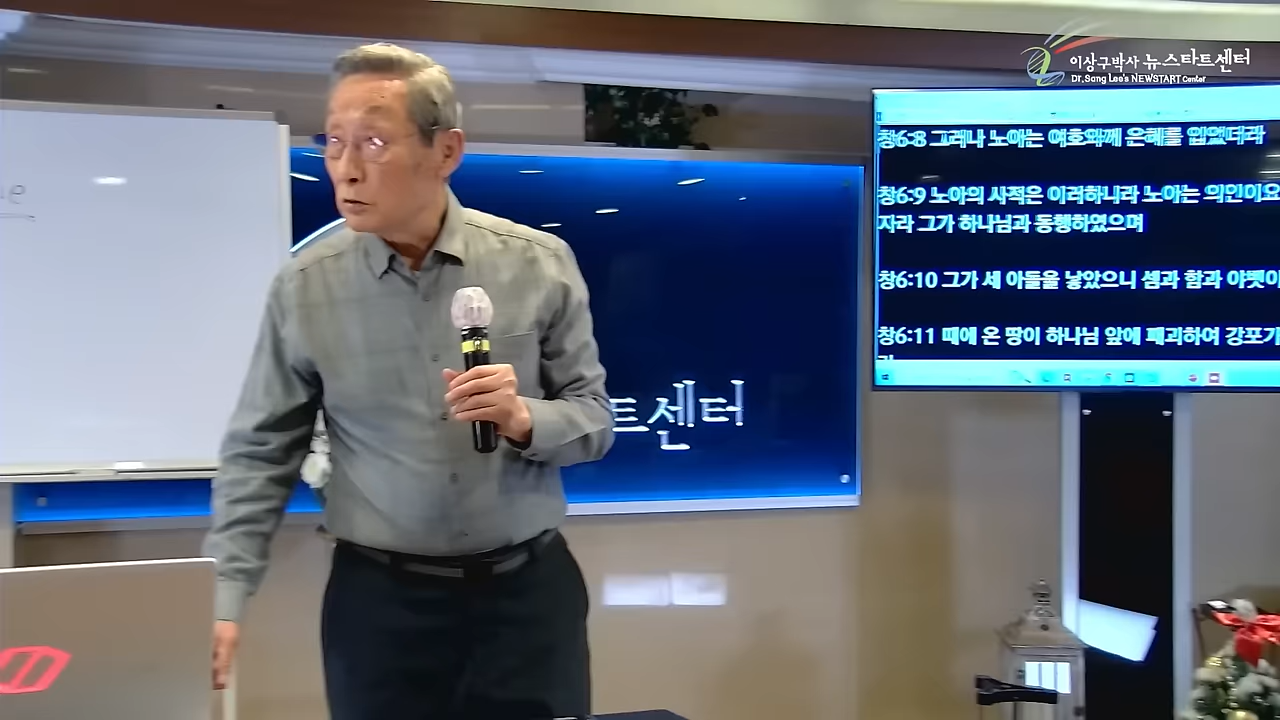 이상구박사 뉴스타트센터
Dr.Sang Lee's NEWSTART Center
창6:8 그러나 노아는 여호와께 은혜를 입었더라
창6:9 노아의 사적은 이러하니라 노아는 의인이요
자라 그가 하나님과 동행하였으며
창6:10 그가 세 아들을 낳았으니 셈과 함과 야벳이
창6:11 때에 온 땅이 하나님 앞에 패괴하여 강포가
트센터